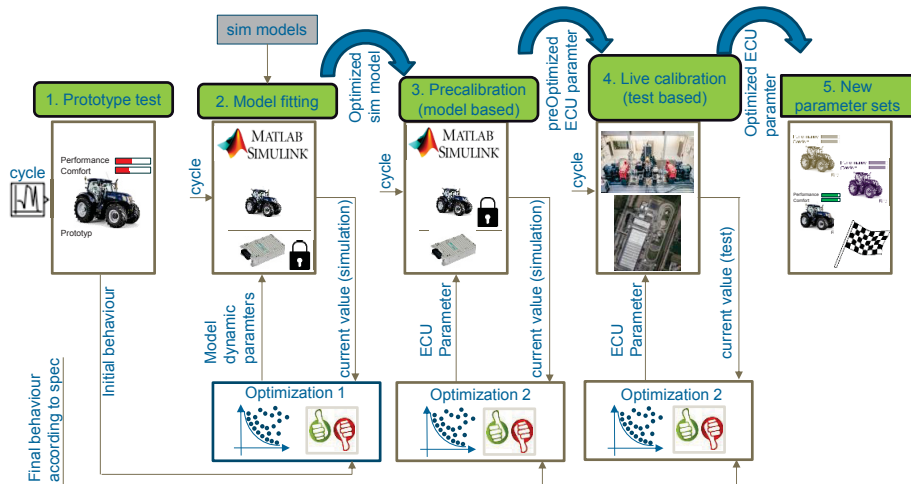 sim models
1. Prototype test
2. Model fitting
Optimized
sim model
3. Precalibration
(model based)
preOptimized
ECU paramter
4. Live calibration
(test based)
Optimized ECU
paramter
5. New
parameter sets
cycle
Performance
Comfort
Prototyp
cycle
MATLAB
SIMULINK
cycle
MATLAB
SIMULINK
cycle
Performance
Comfort
Initial behaviour
Final behaviour
according to spec
Model
dynamic
paramters
current value (simulation)
ECU
Parameter
current value (simulation)
ECU
Parameter
current value (test)
Optimization 1
Optimization 2
Optimization 2